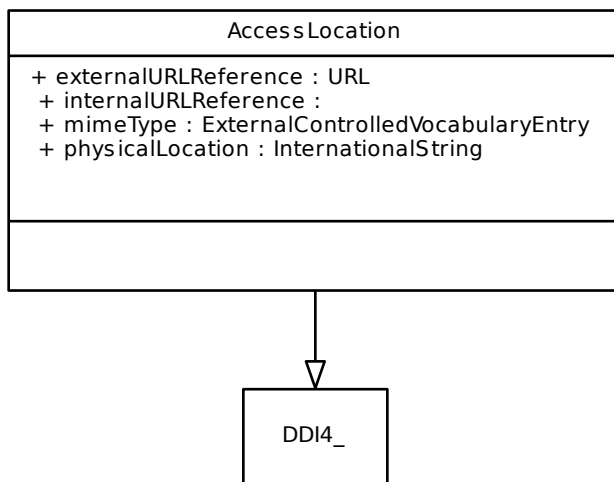 AccessLocation
+ externalURLReference : URL
+ internalURLReference :
+ mimeType : ExternalControlledVocabularyEntry
+ physicalLocation : InternationalString
DDI4_